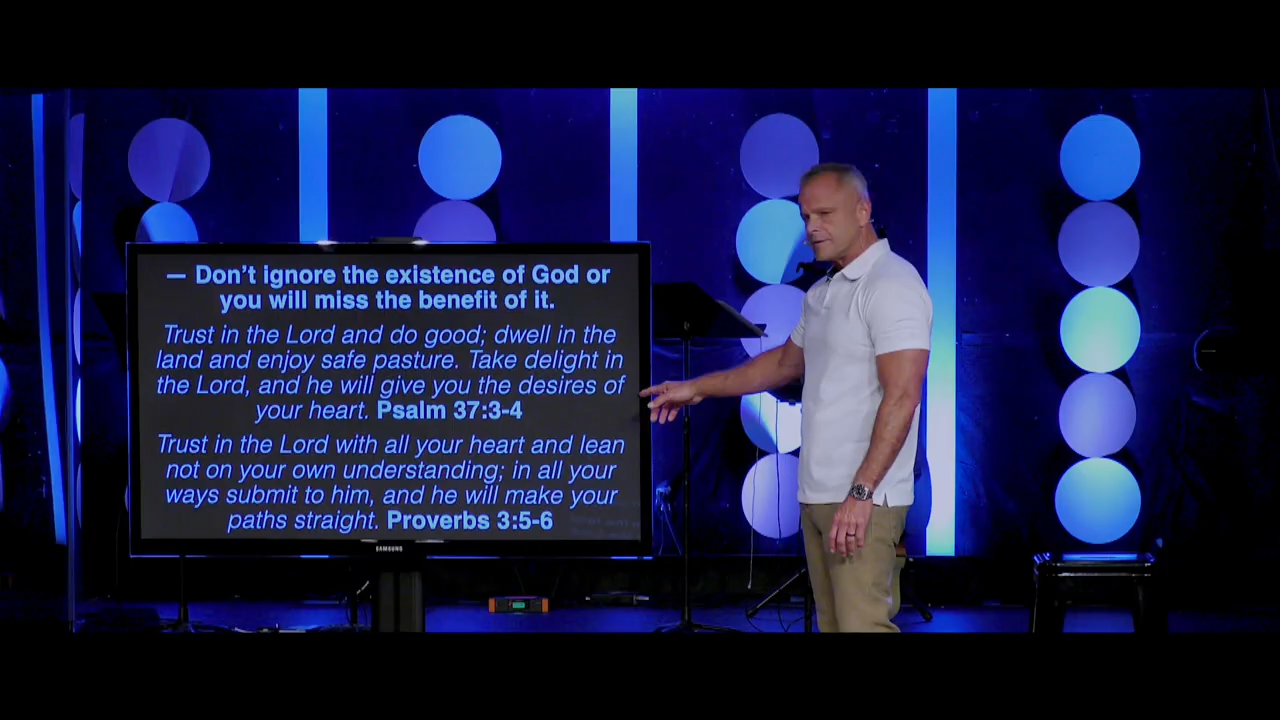 — Don’t ignore the existence of God or
you will miss the benefit of it.
Trust in the Lord and do good; dwell in the
land and enjoy safe pasture. Take delight in
the Lord, and he will give you the desires of
your heart. Psalm 37:3-4
Trust in the Lord with all your heart and lean
not on your own understanding; in all your
ways submit to him, and he will make your
paths straight. Proverbs 3:5-6
SAMSUNG